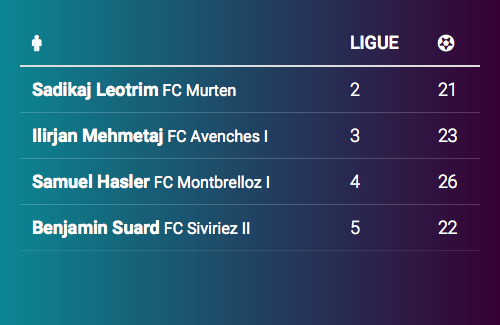 LIGUE
Sadikaj Leotrim FC Murten 2 21
Ilirjan Mehmetaj FC Avenches I 3 23
Samuel Hasler FC Montbrelloz I 4 26
Benjamin Suard FC Siviriez II 5 22